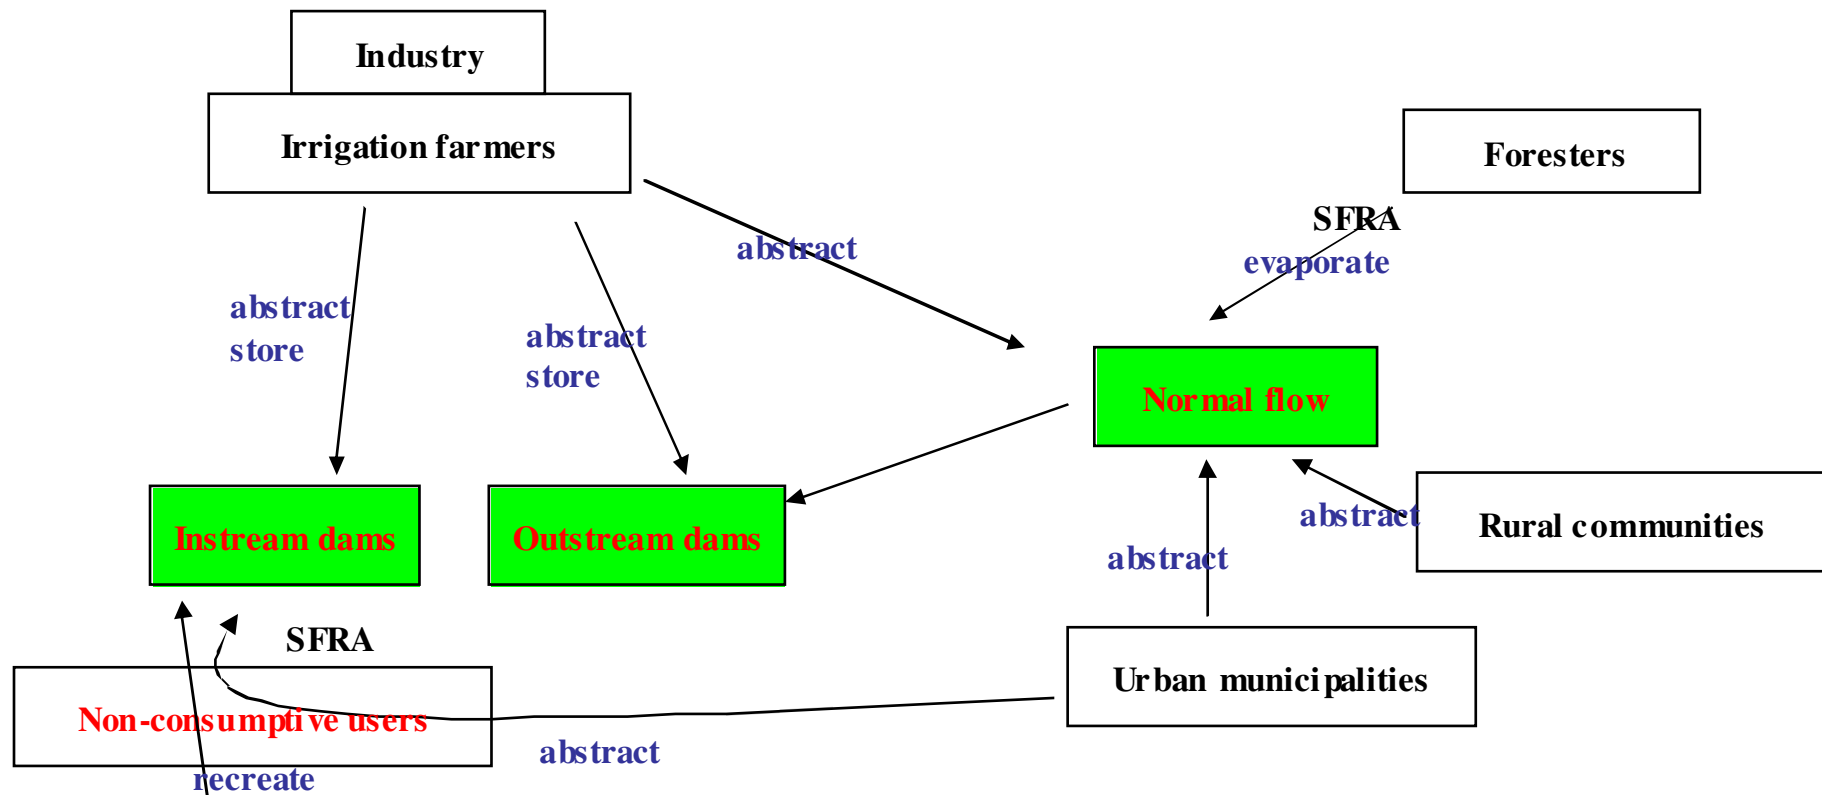 Industry
Irrigation farmers
Foresters
SFRA
abstract
evaporate
abstract
store
abstract
store
Normal flow
Instream dams
Outstream dams
abstract
Rural communities
abstract
SFRA
Urban municipalities
Non-consumptive users
abstract
recreate